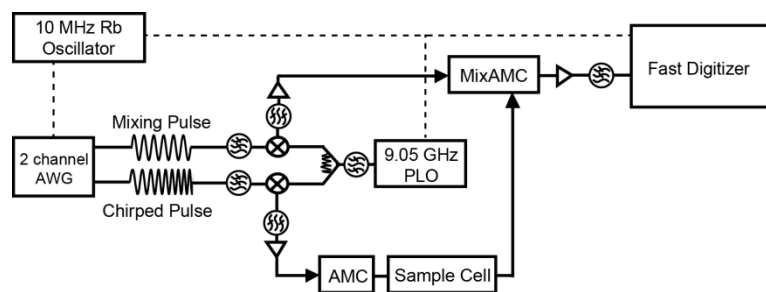 10 MHz Rb
Oscillator
MixAMC
Fast Digitizer
Mixing Pulse
2 channel
AWG
9.05 GHz
PLO
Chirped Pulse
AMC
Sample Cell